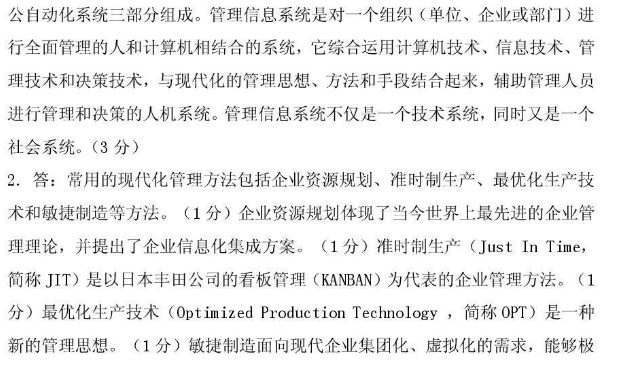 公自动化系统三部分组成。管理信息系统是对一个组织（单位、企业或部门）进
行全面管理的人和计算机相结合的系统，它综合运用计算机技术、信息技术、管
理技术和决策技术，与现代化的管理思想、方法和手段结合起来，辅助管理人员
进行管理和决策的人机系统。管理信息系统不仅是一个技术系统，同时又是一个
社会系统。（3 分）
2．答：常用的现代化管理方法包括企业资源规划、准时制生产、最优化生产技
术和敏捷制造等方法。（1 分）企业资源规划体现了当今世界上最先进的企业管
理理论，并提出了企业信息化集成方案。（1 分）准时制生产（Just In Time，
简称 JIT）是以日本丰田公司的看板管理（KANBAN）为代表的企业管理方法。（1
分）最优化生产技术（Optimized Production Technology ，简称 OPT）是一种
新的管理思想。（1 分）敏捷制造面向现代企业集团化、虚拟化的需求，能够极